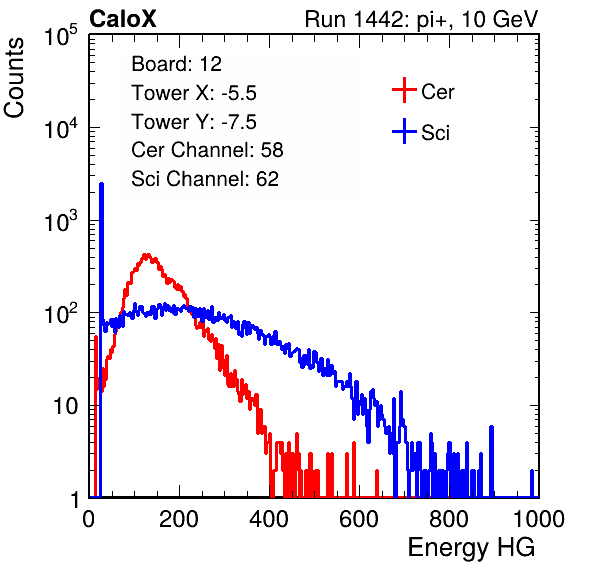 CaloX Run 1442: pi+, 10 GeV
Counts
Board: 12
Tower X: -5.5
Tower Y: -7.5
Cer Channel: 58
Sci Channel: 62
Cer
Sci
10^5
10^4
10^3
10^2
10
1
0 200 400 600 800 1000
Energy HG